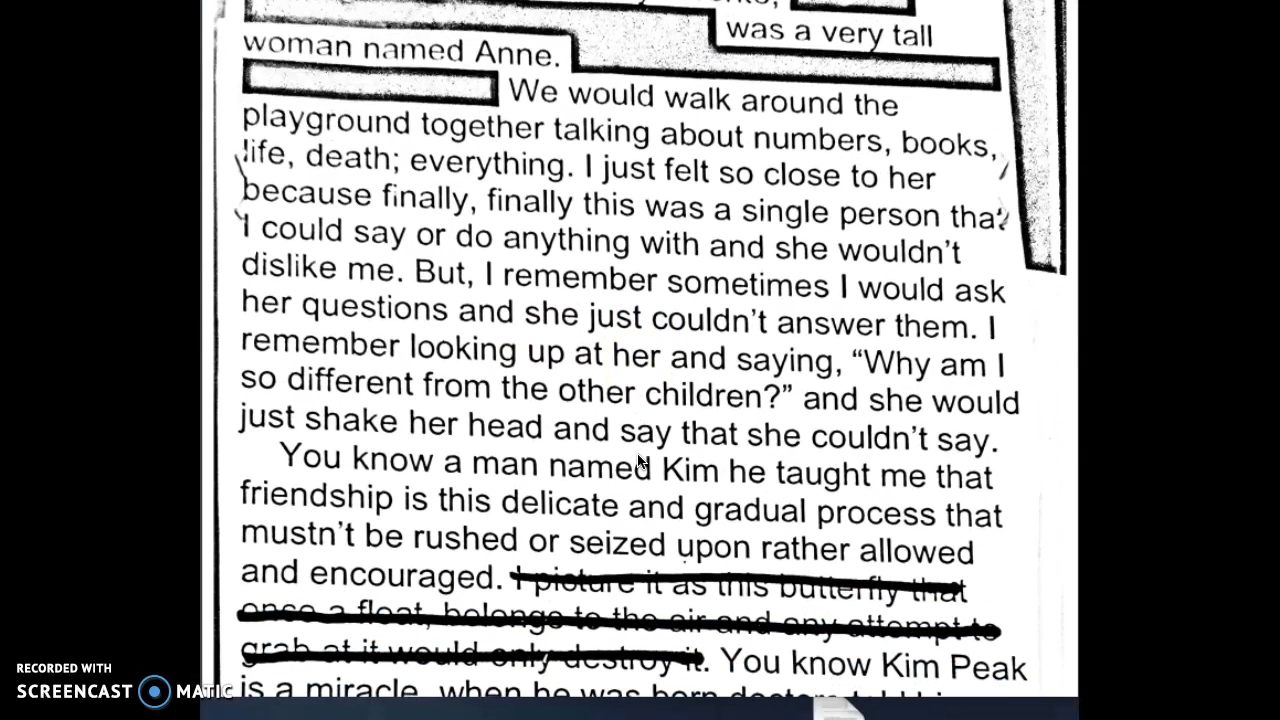 was a very tall
woman named Anne.
We would walk around the
playground together talking about numbers, books,
life, death; everything. I just felt so close to her
because finally, finally this was a single person that
I could say or do anything with and she wouldn't
dislike me. But, I remember sometimes I would ask
her questions and she just couldn't answer them. I
remember looking up at her and saying, “Why am I
so different from the other children?” and she would
just shake her head and say that she couldn't say.
You know a man named Kim he taught me that
friendship is this delicate and gradual process that
mustn't be rushed or seized upon rather allowed
and encouraged. I picture it as this butterfly that
once a float, belongs to the air and any attempt to
grab at it would only destroy it. You know Kim Peak
is a miracle, when he was born doctors told
RECORDED WITH
SCREENCAST MATIC